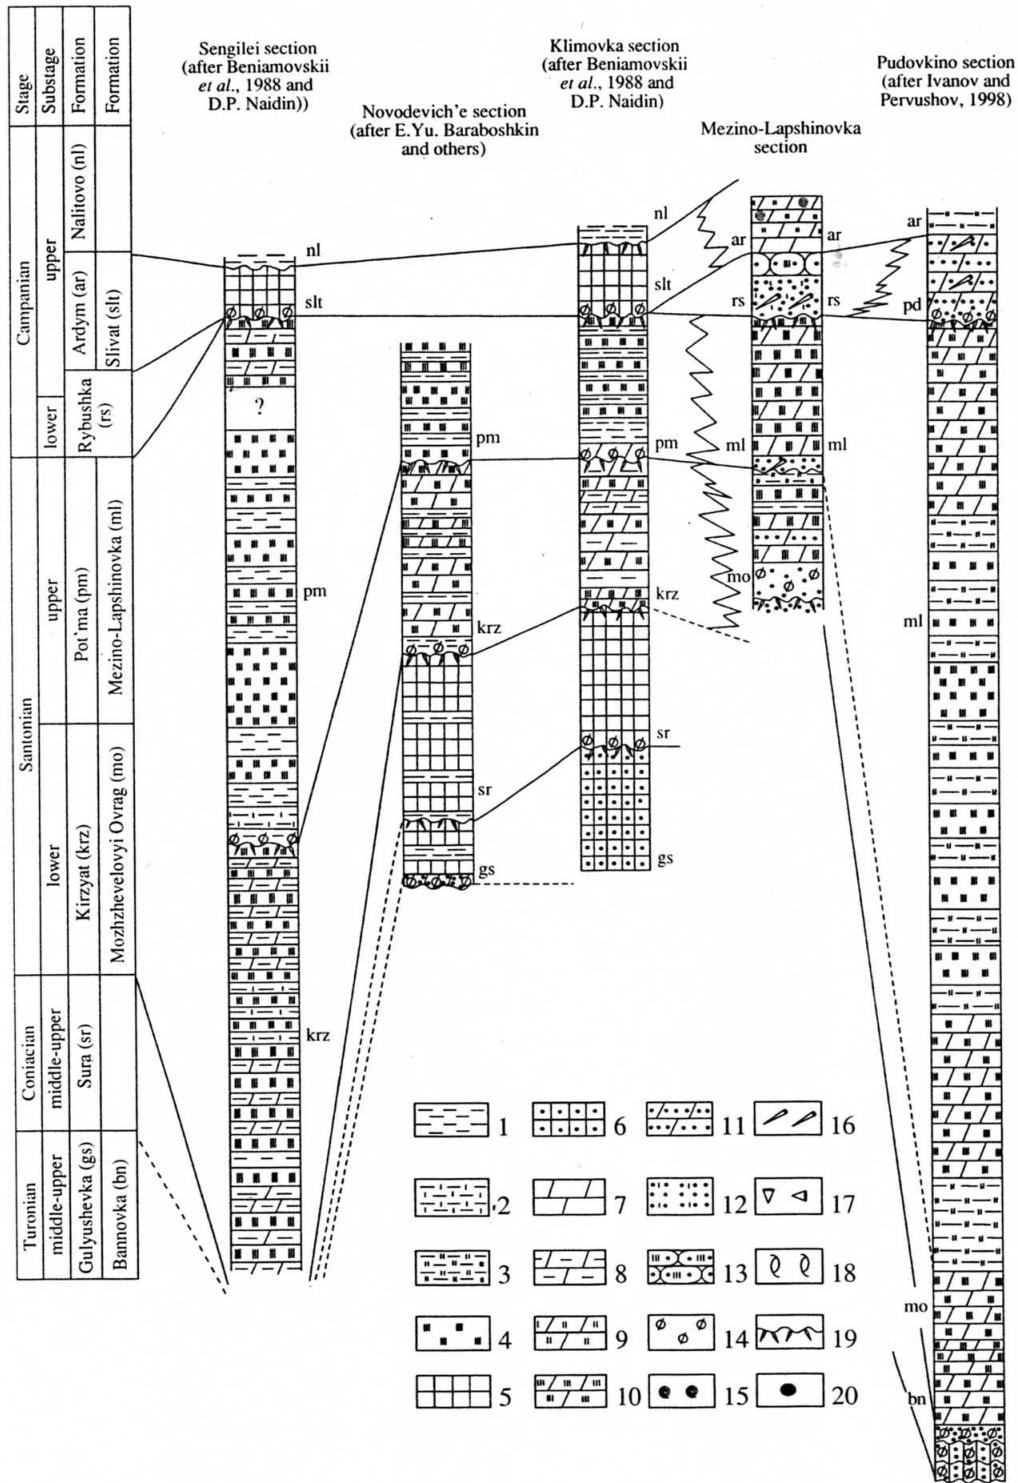 Stage
Substage
Formation
Formation
Campanian
upper
lower
Nalitovo (nl)
Ardym (ar)
Slivat (slt)
Rybushka
(rs)
Santonian
upper
lower
Pot'ma (pm)
Mezino-Lapshinovka (ml)
Kirzyat (krz)
Mozhzhevelovyi Ovrag (mo)
Coniacian
middle-upper
Sura (sr)
Turonian
middle-upper
Gulyushevka (gs)
Bannovka (bn)
Sengilei section
(after Beniamovskii
et al., 1988 and
D.P. Naidin))
nl
slt
?
pm
krz
Novodevich'e section
(after E.Yu. Baraboshkin
and others)
pm
krz
sr
gs
Klimovka section
(after Beniamovskii
et al., 1988 and
D.P. Naidin)
nl
slt
pm
krz
sr
gs
Mezino-Lapshinovka
section
ar
ar
rs
rs
ml
ml
mo
Pudovkino section
(after Ivanov and
Pervushov, 1998)
ar
pd
ml
mo
bn
1
6
11
16
2
7
12
17
3
8
13
18
4
9
14
19
5
10
15
20